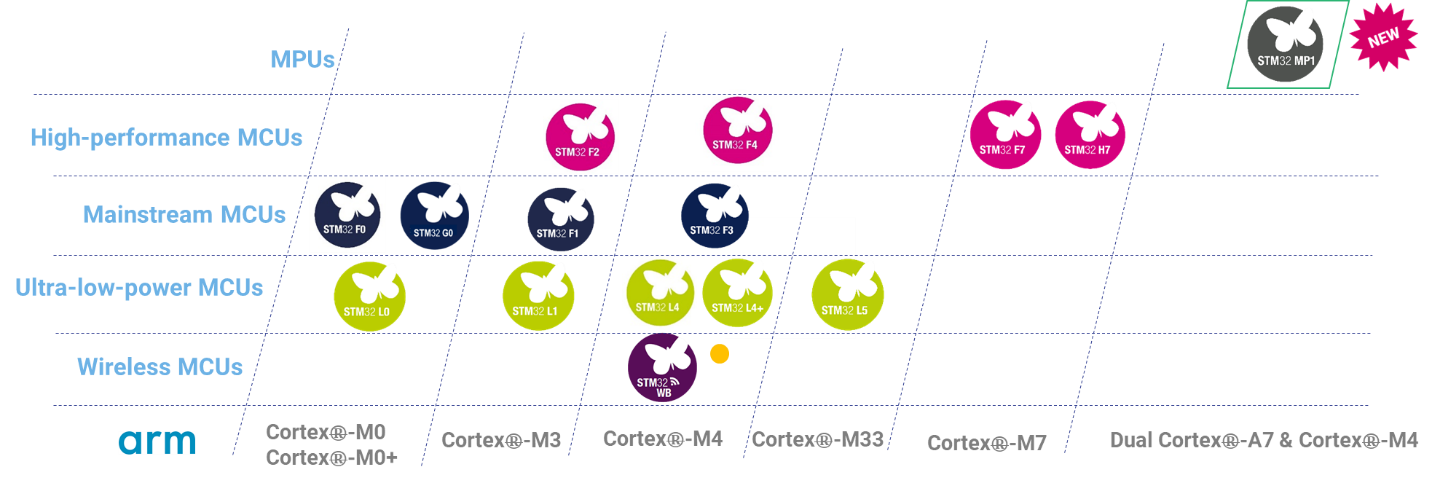 MPUs
STM32 MP1
NEW
High-performance MCUs
STM32 F2
STM32 F4
STM32 F7
STM32 H7
Mainstream MCUs
STM32 F0
STM32 G0
STM32 F1
STM32 F3
Ultra-low-power MCUs
STM32 L0
STM32 L1
STM32 L4
STM32 L4+
STM32 L5
Wireless MCUs
STM32
WB
arm
Cortex®-M0
Cortex®-M0+
Cortex®-M3
Cortex®-M4
Cortex®-M33
Cortex®-M7
Dual Cortex®-A7 & Cortex®-M4